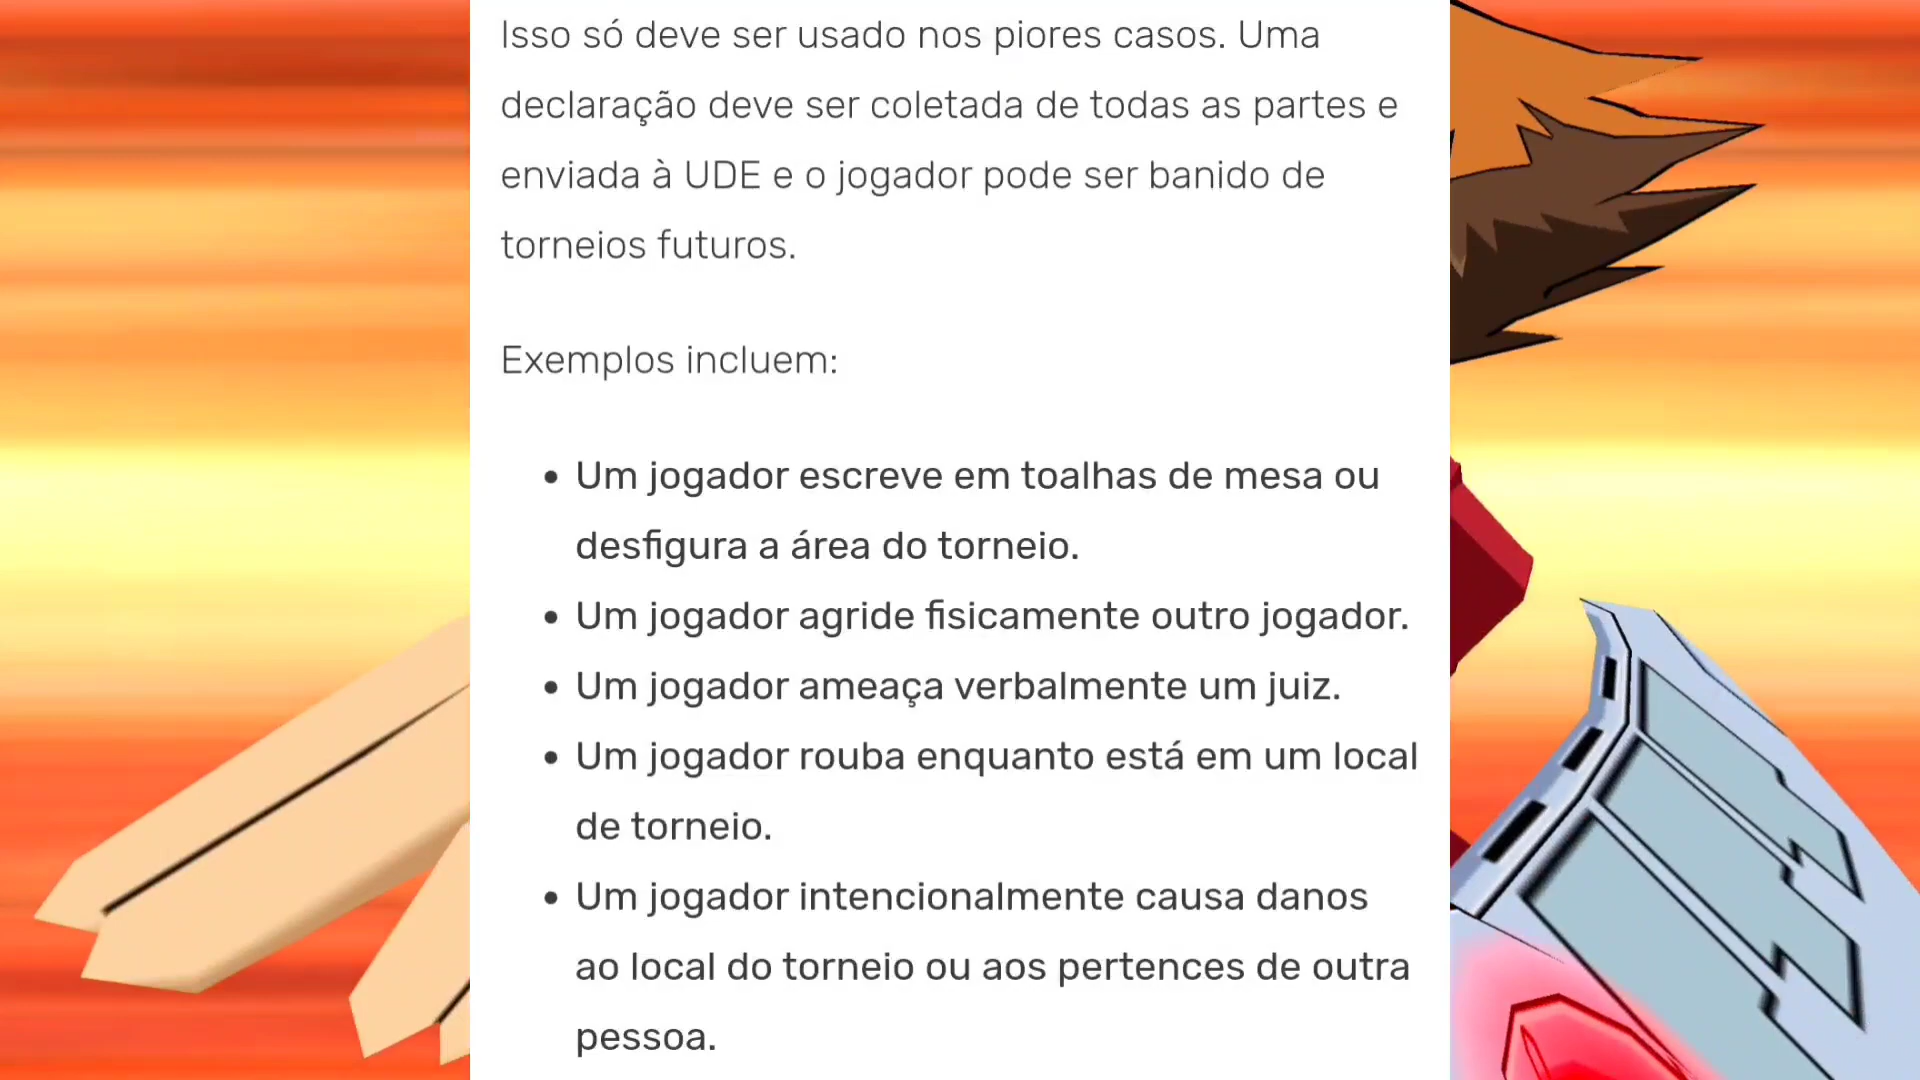 Isso só deve ser usado nos piores casos. Uma
declaração deve ser coletada de todas as partes e
enviada à UDE e o jogador pode ser banido de
torneios futuros.
Exemplos incluem:
• Um jogador escreve em toalhas de mesa ou
desfigura a área do torneio.
• Um jogador agride fisicamente outro jogador.
• Um jogador ameaça verbalmente um juiz.
• Um jogador rouba enquanto está em um local
de torneio.
• Um jogador intencionalmente causa danos
ao local do torneio ou aos pertences de outra
pessoa.